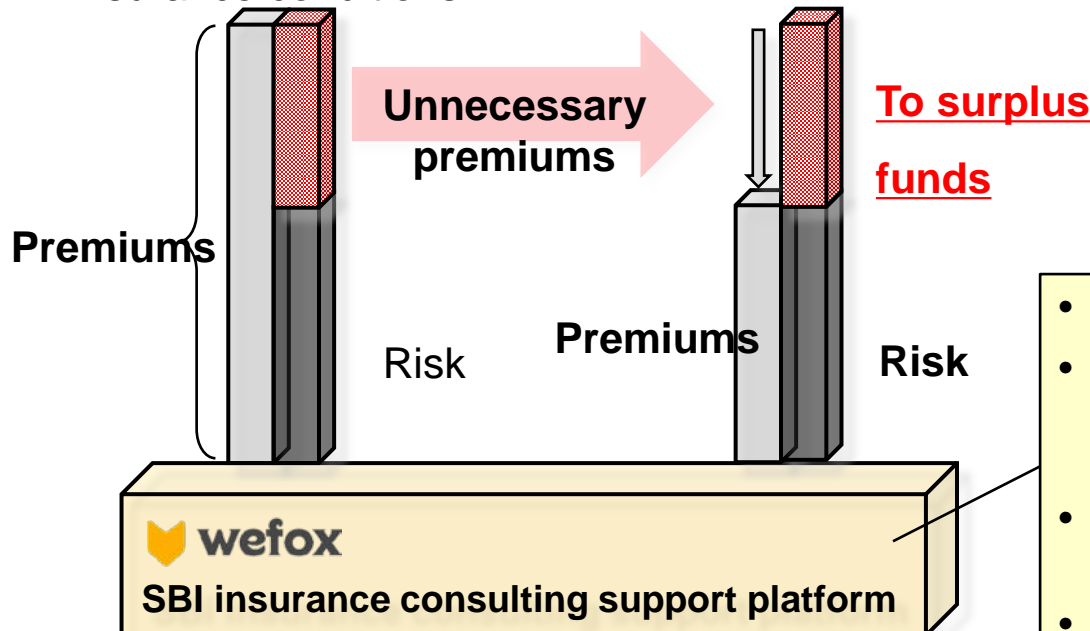 Unnecessary
premiums
To surplus
funds
Premiums
Risk
Premiums
Risk
wefox
SBI insurance consulting support platform